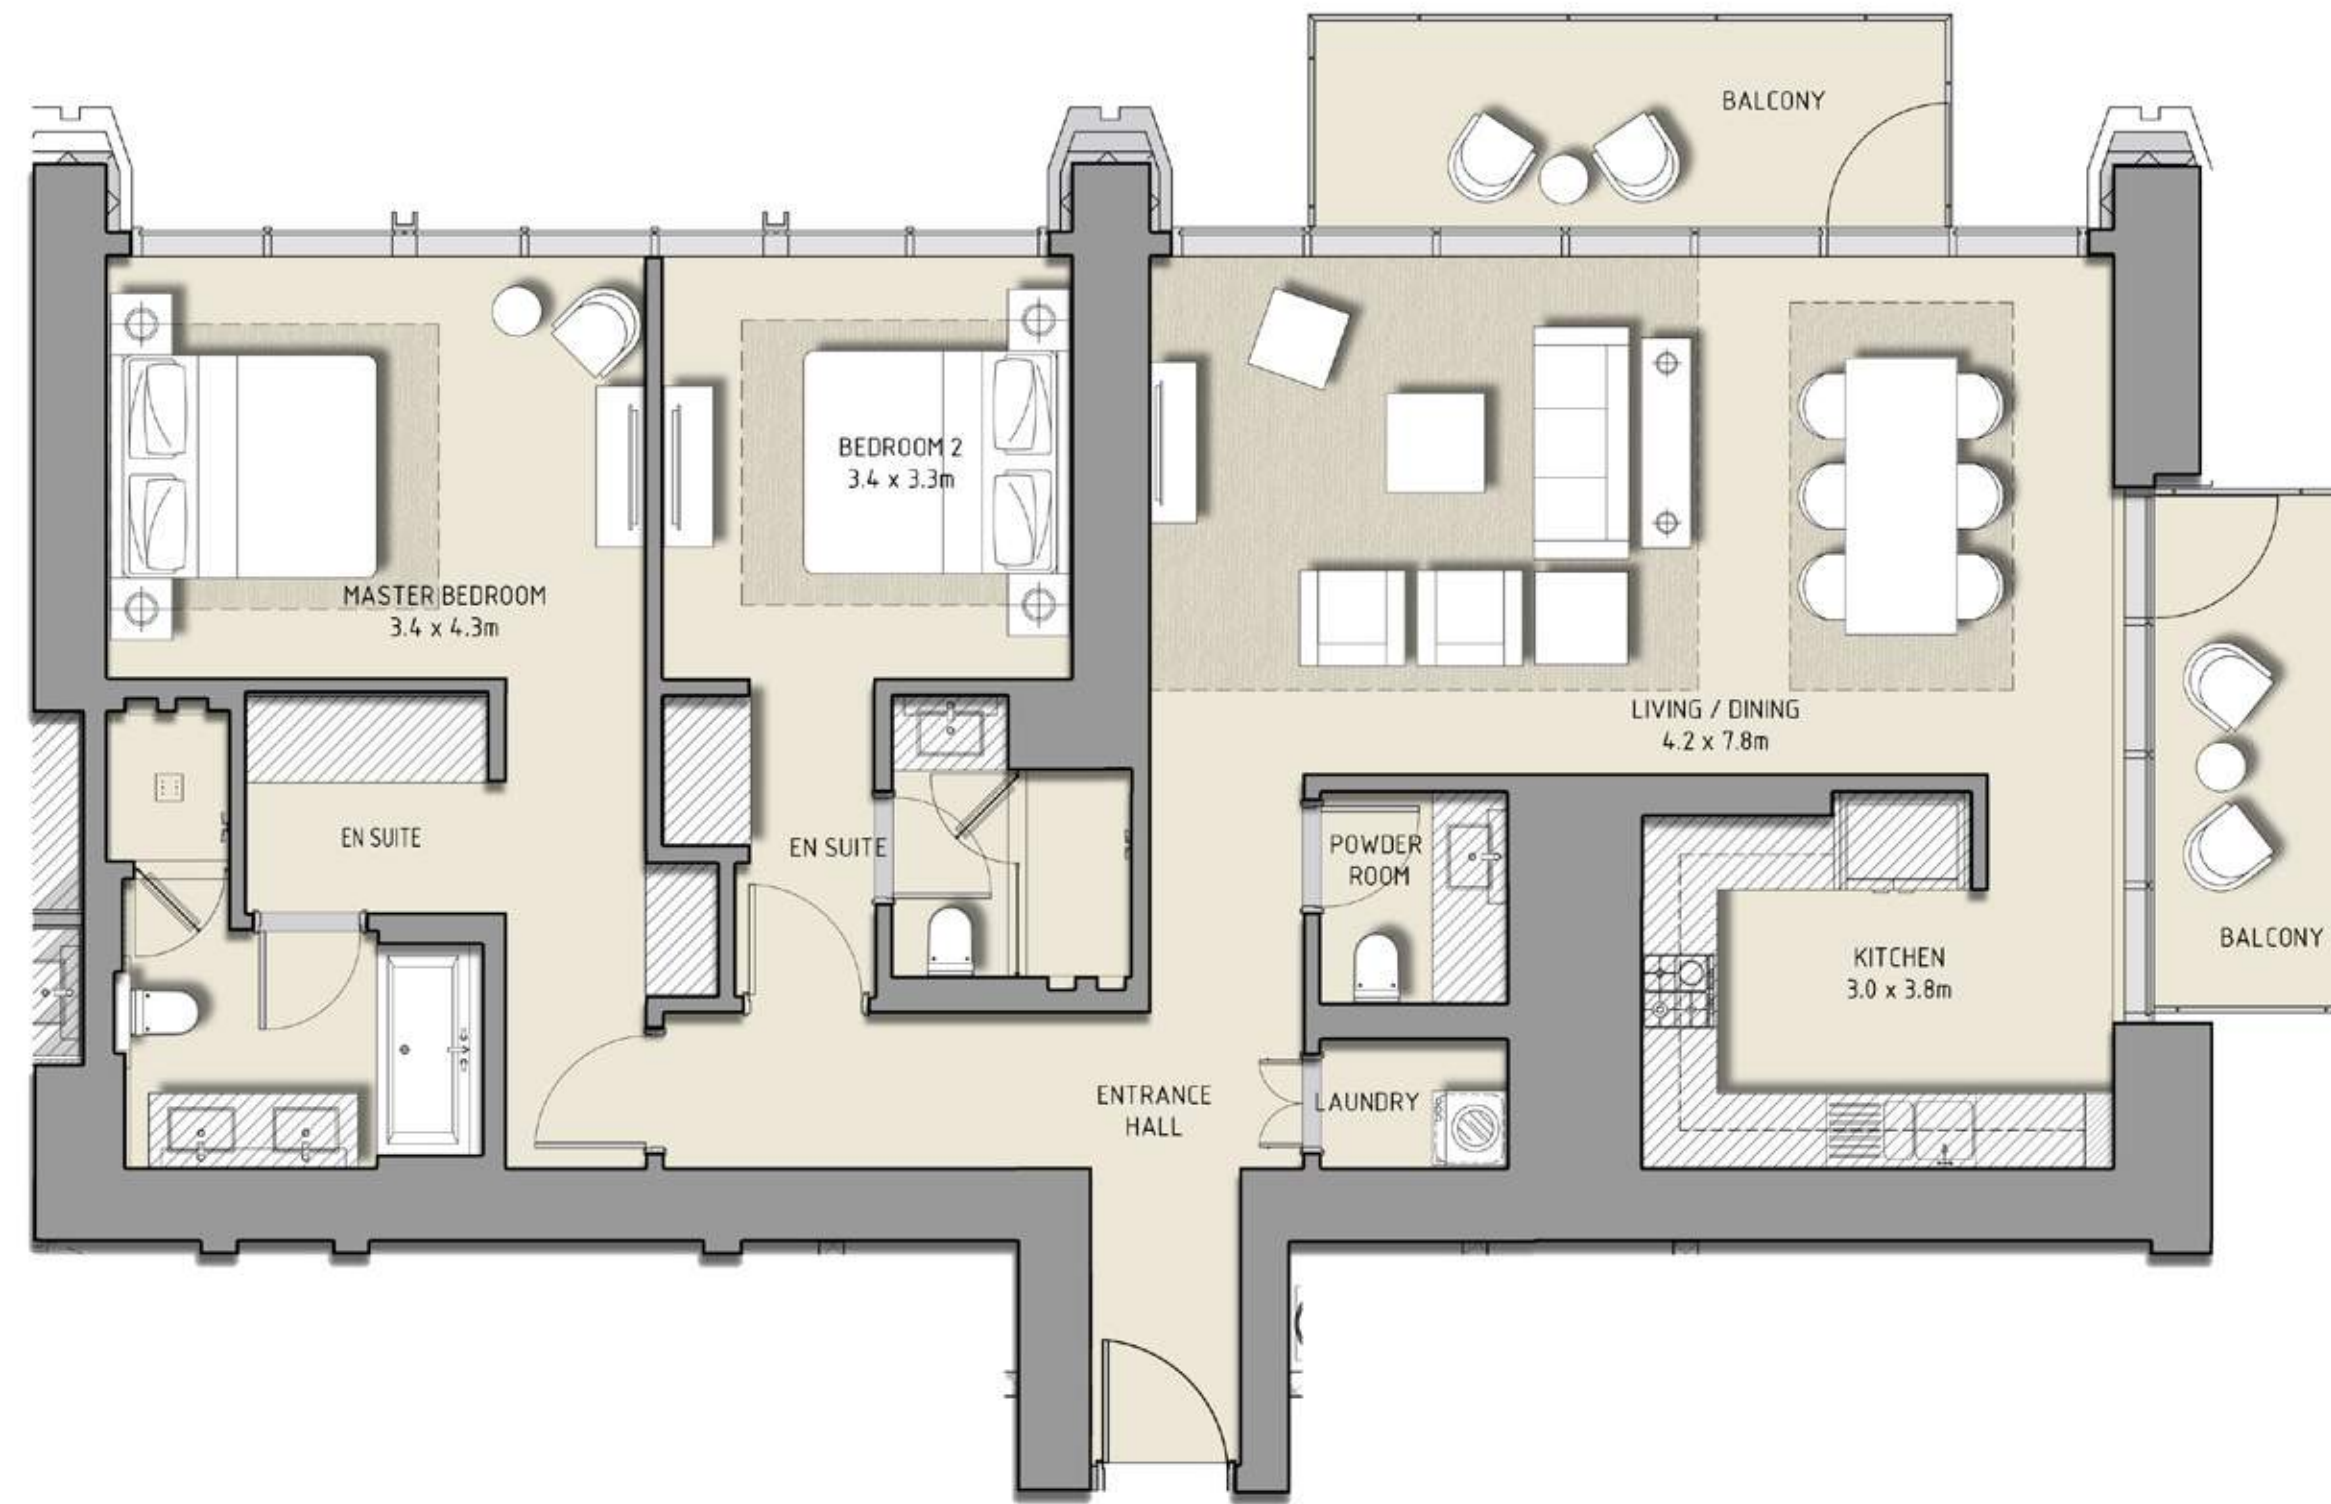 BALCONY
BEDROOM 2
3.4 x 3.3m
MASTER BEDROOM
3.4 x 4.3m
LIVING / DINING
4.2 x 7.8m
EN SUITE
EN SUITE
POWDER
ROOM
KITCHEN
3.0 x 3.8m
BALCONY
ENTRANCE
HALL
LAUNDRY